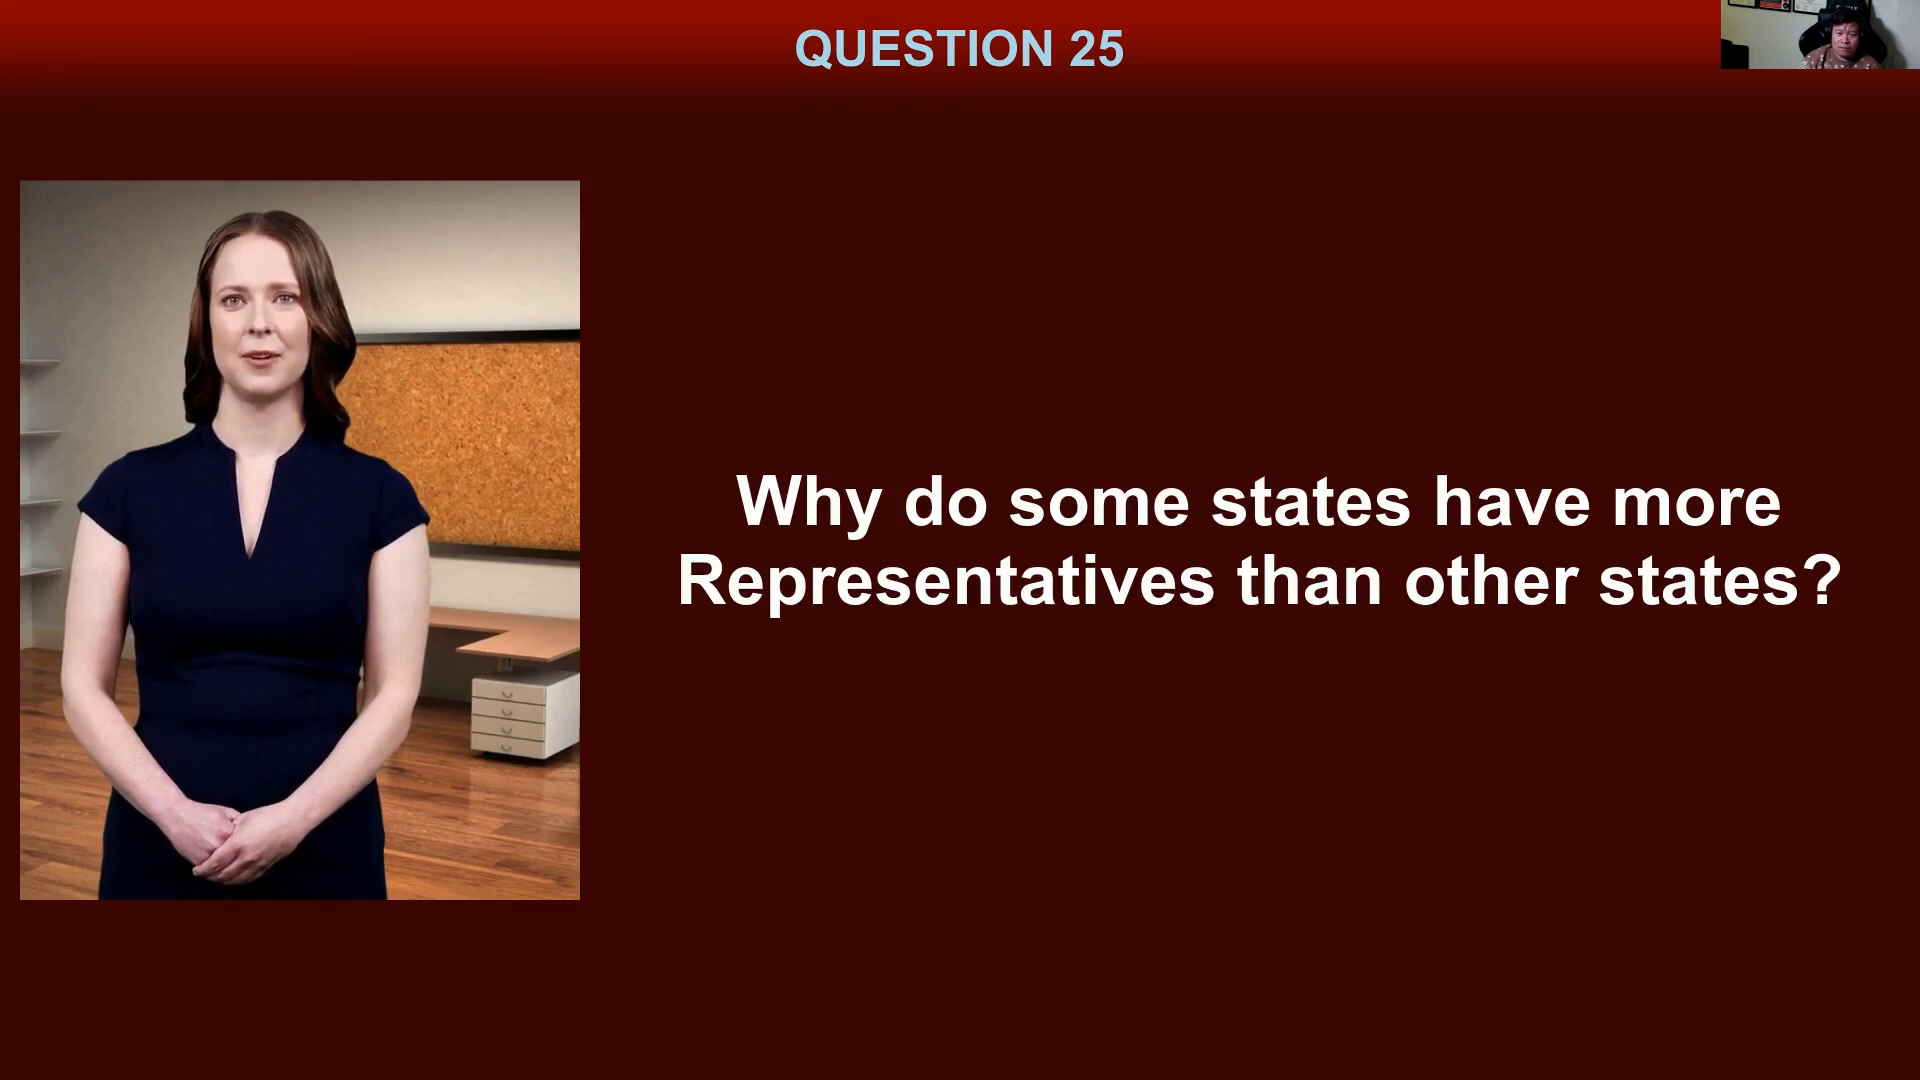 QUESTION 25
Why do some states have more
Representatives than other states?